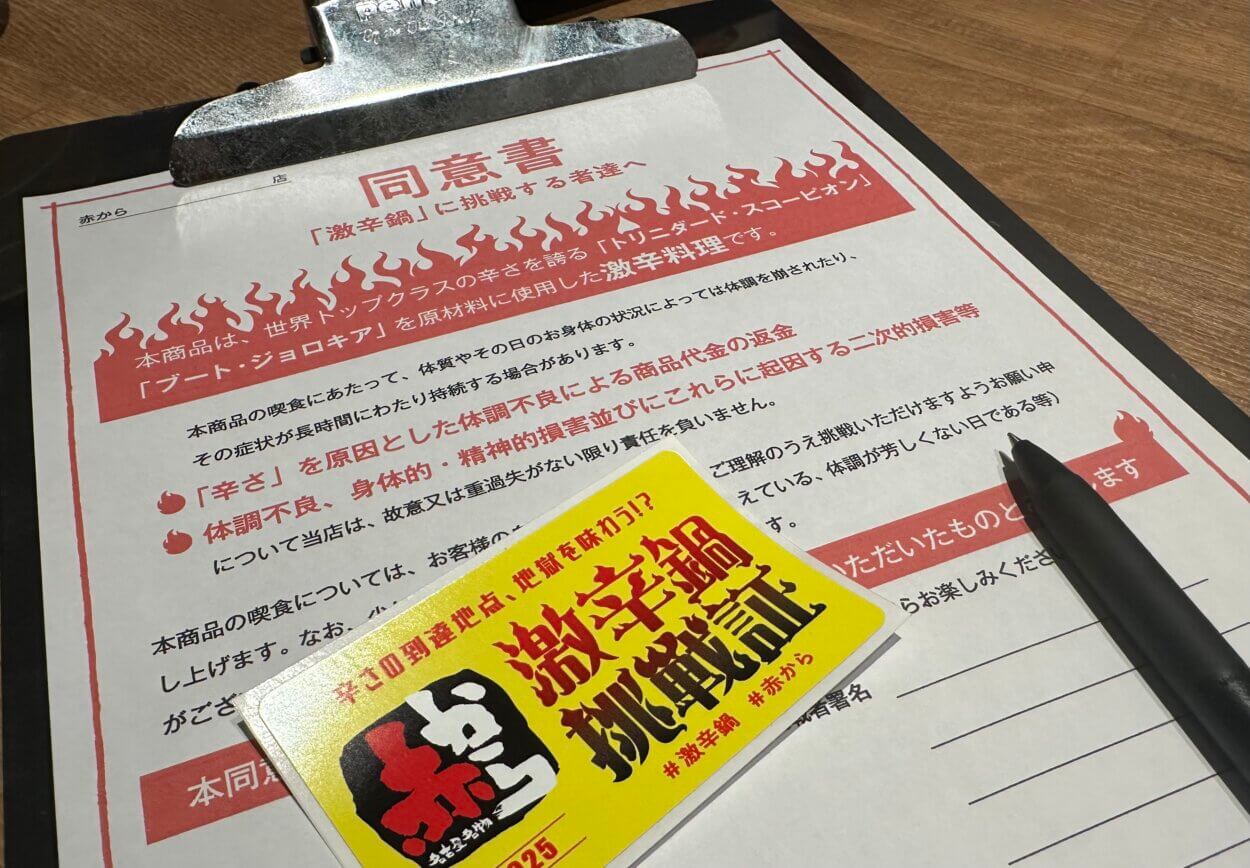 赤から 店
同意書
「激辛鍋」に挑戦する者達へ
本商品は、世界トップクラスの辛さを誇る「トリニダード・スコーピオン」
「ブート・ジョロキア」を原材料に使用した激辛料理です。
本商品の喫食にあたって、体質やその日のお身体の状況によっては体調を崩されたり、
その症状が長時間にわたり持続する場合があります。
「辛さ」を原因とした体調不良による商品代金の返金
体調不良、身体的・精神的損害並びにこれらに起因する二次的損害等
について当店は、故意又は重過失がない限り責任を負いません。
本商品の喫食については、お客様の ご理解のうえ挑戦いただけますようお願い申
し上げます。なお、 えている、体調が芳しくない日である等）
がござ す。
本同意 いただいたものと します
らお楽しみくださ
者署名
辛さの到達地点、地獄を味わう!?
激辛鍋
挑戦証
#激辛鍋 #赤から
赤から
名古屋名物
2025